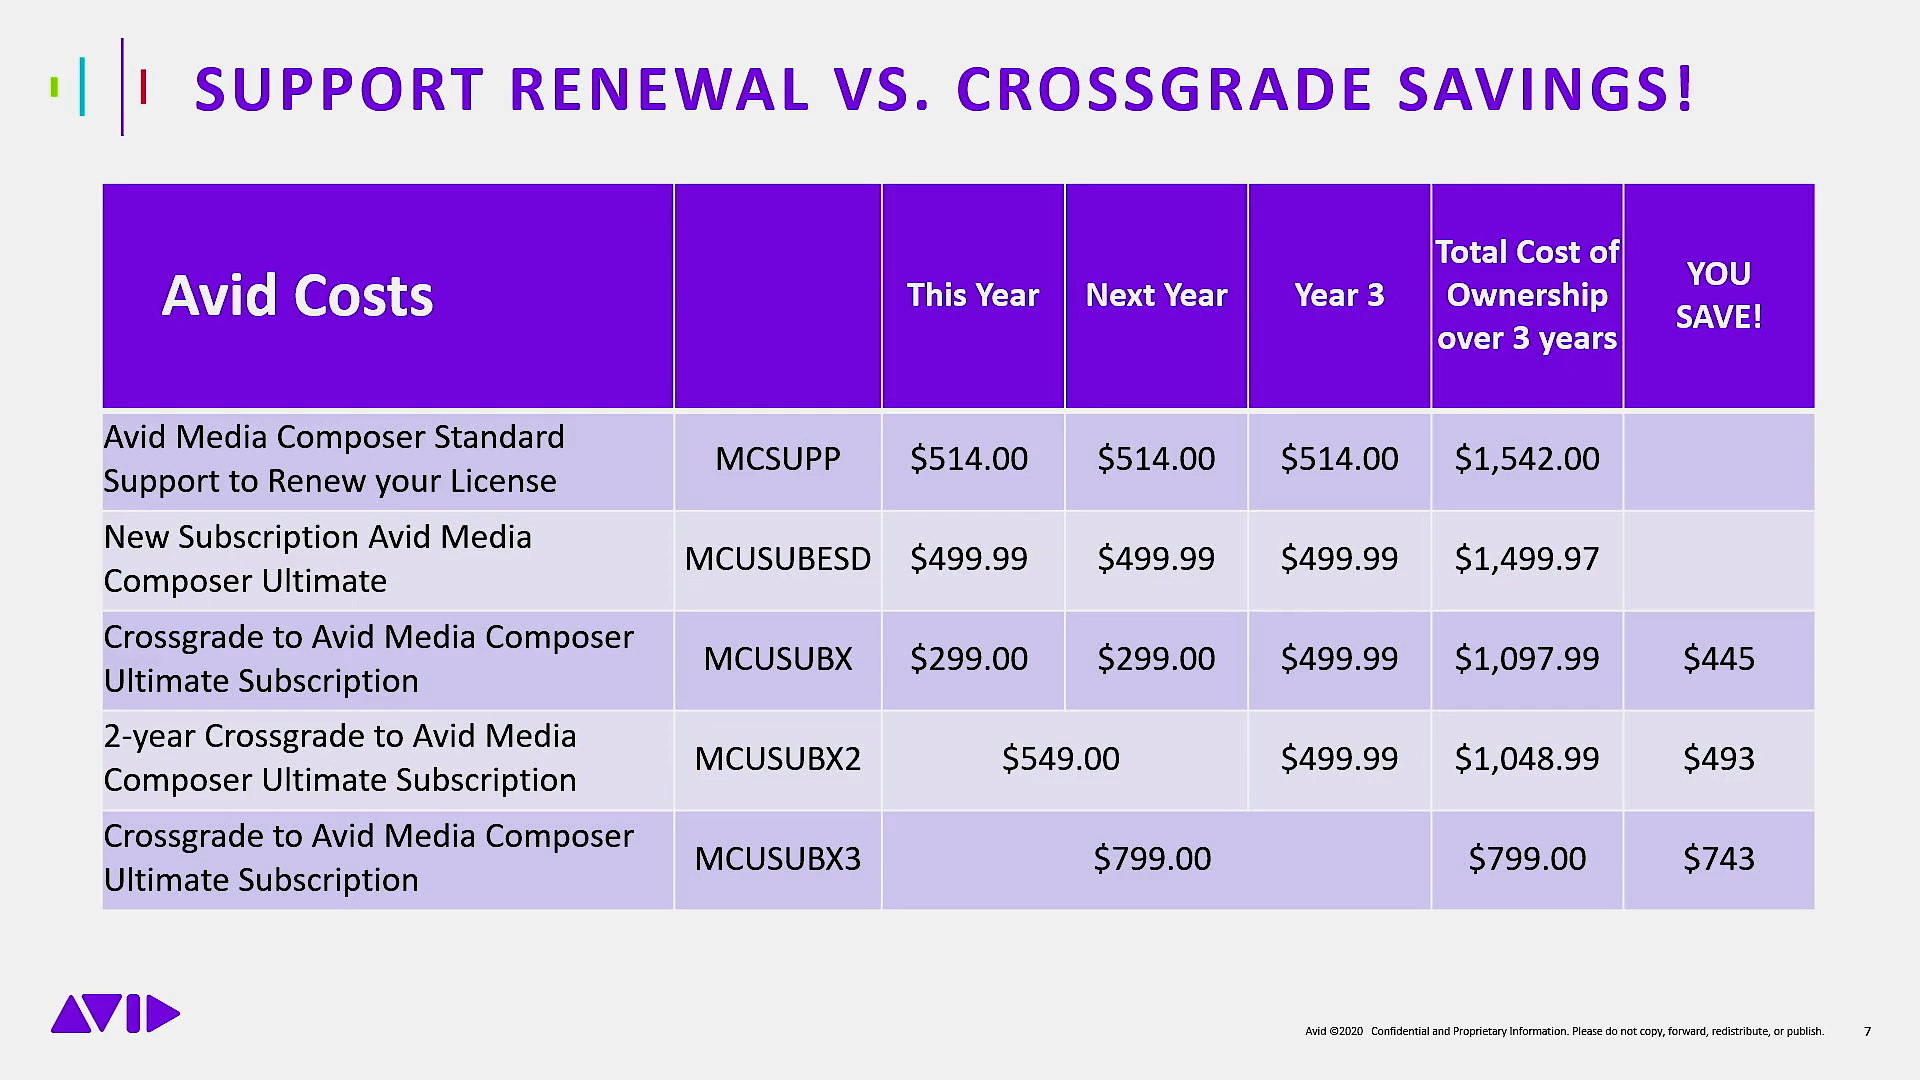 SUPPORT RENEWAL VS. CROSSGRADE SAVINGS!
Avid Costs
This Year
Next Year
Year 3
Total Cost of
Ownership
over 3 years
YOU
SAVE!
Avid Media Composer Standard
Support to Renew your License
MCSUPP
$514.00
$514.00
$514.00
$1,542.00
New Subscription Avid Media
Composer Ultimate
MCUSUBESD
$499.99
$499.99
$499.99
$1,499.97
Crossgrade to Avid Media Composer
Ultimate Subscription
MCUSUBX
$299.00
$299.00
$499.99
$1,097.99
$445
2-year Crossgrade to Avid Media
Composer Ultimate Subscription
MCUSUBX2
$549.00
$499.99
$1,048.99
$493
Crossgrade to Avid Media Composer
Ultimate Subscription
MCUSUBX3
$799.00
$799.00
$743
AVID
Avid ©2020 Confidential and Proprietary Information. Please do not copy, forward, redistribute, or publish.
7